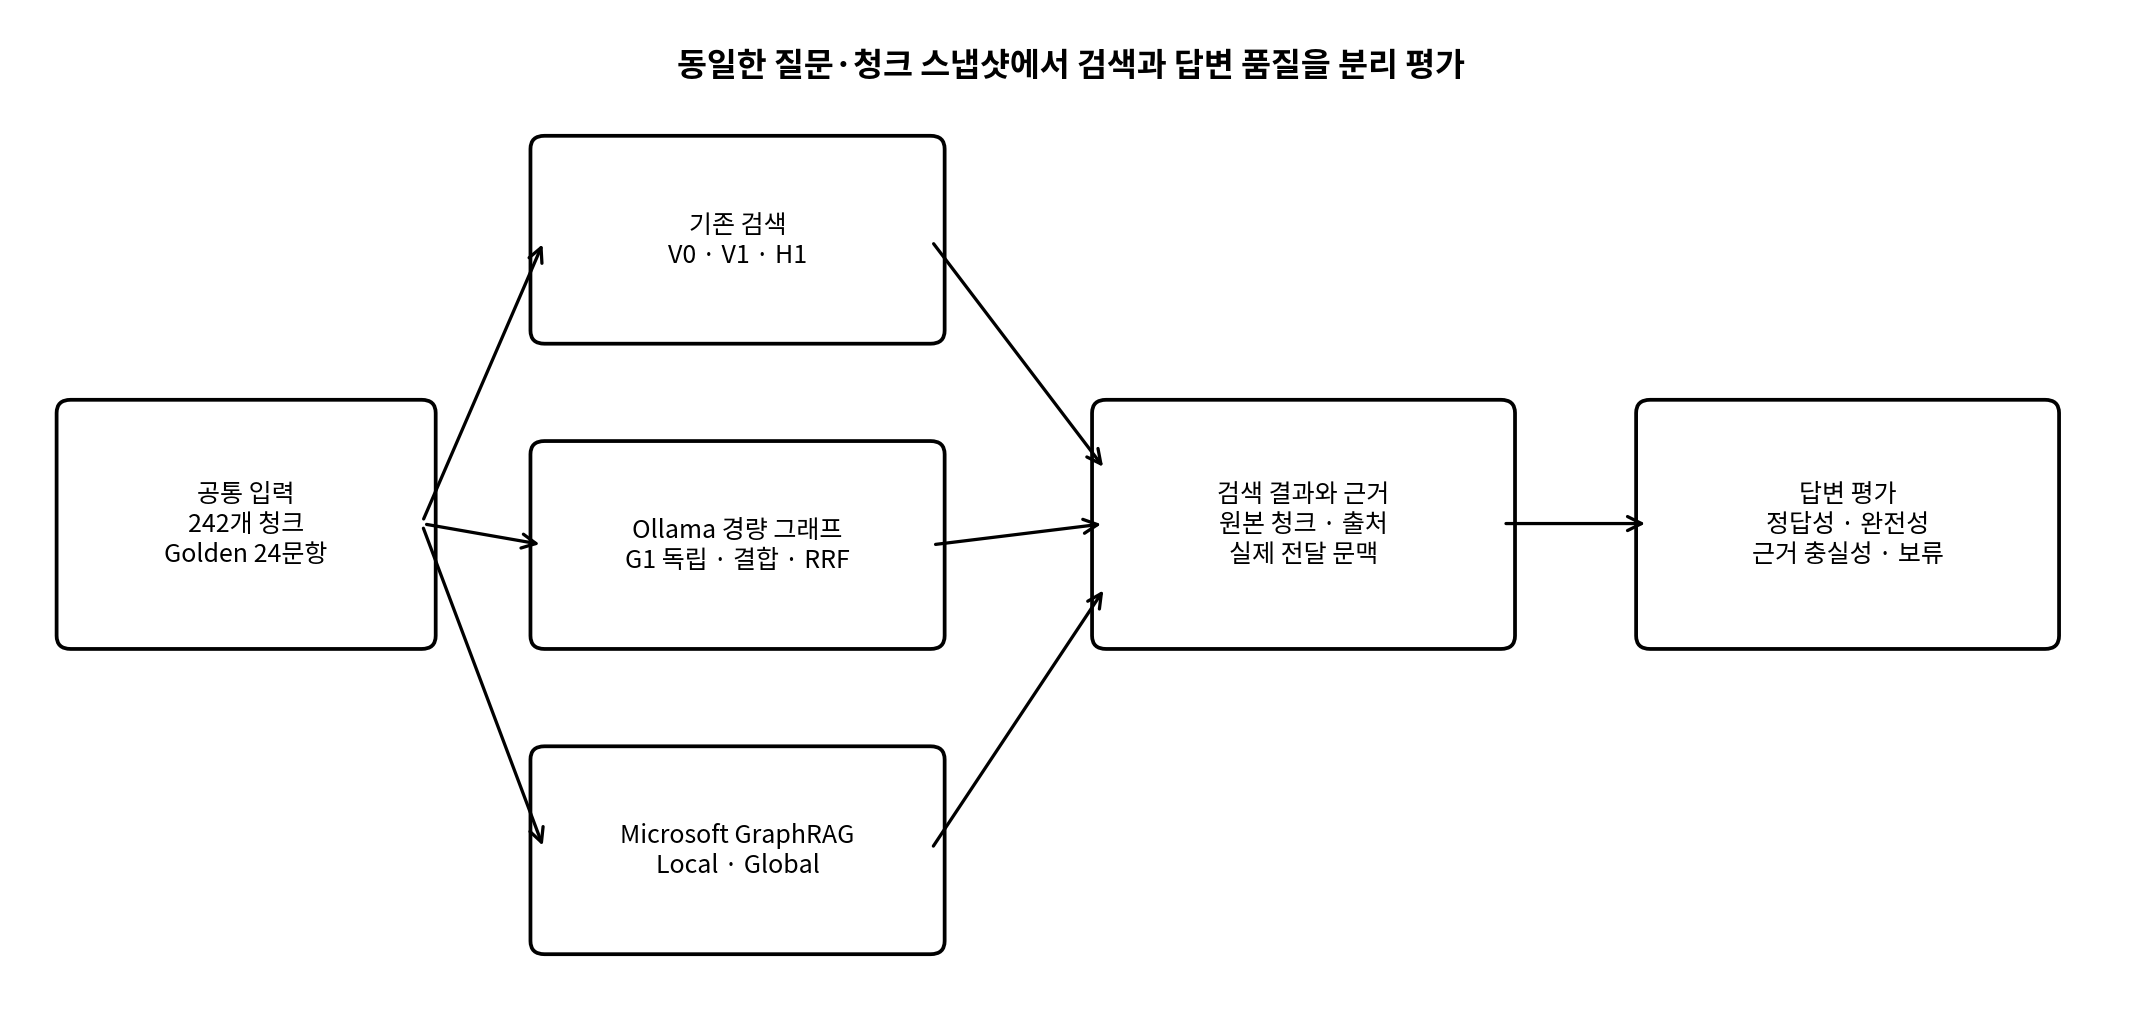 동일한 질문·청크 스냅샷에서 검색과 답변 품질을 분리 평가
공통 입력
242개 청크
Golden 24문항
기존 검색
V0 · V1 · H1
Ollama 경량 그래프
G1 독립 · 결합 · RRF
Microsoft GraphRAG
Local · Global
검색 결과와 근거
원본 청크 · 출처
실제 전달 문맥
답변 평가
정답성 · 완전성
근거 충실성 · 보류